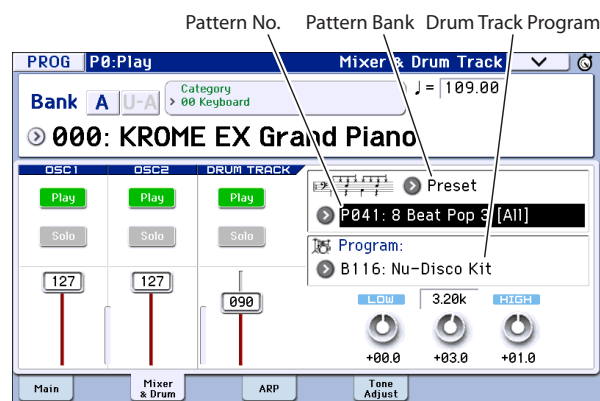 Pattern No. Pattern Bank Drum Track Program
PROG P0:Play Mixer & Drum Track
Bank A U-A Category
00 Keyboard
♩= 109.00
000: KROME EX Grand Piano
OSC1 OSC2 DRUM TRACK
Preset
Play Play Play
P041: 8 Beat Pop 3 [All]
Solo Solo Solo
Program:
B116: Nu-Disco Kit
127 127 090
LOW 3.20k HIGH
+00.0 +03.0 +01.0
Main Mixer
& Drum ARP Tone
Adjust